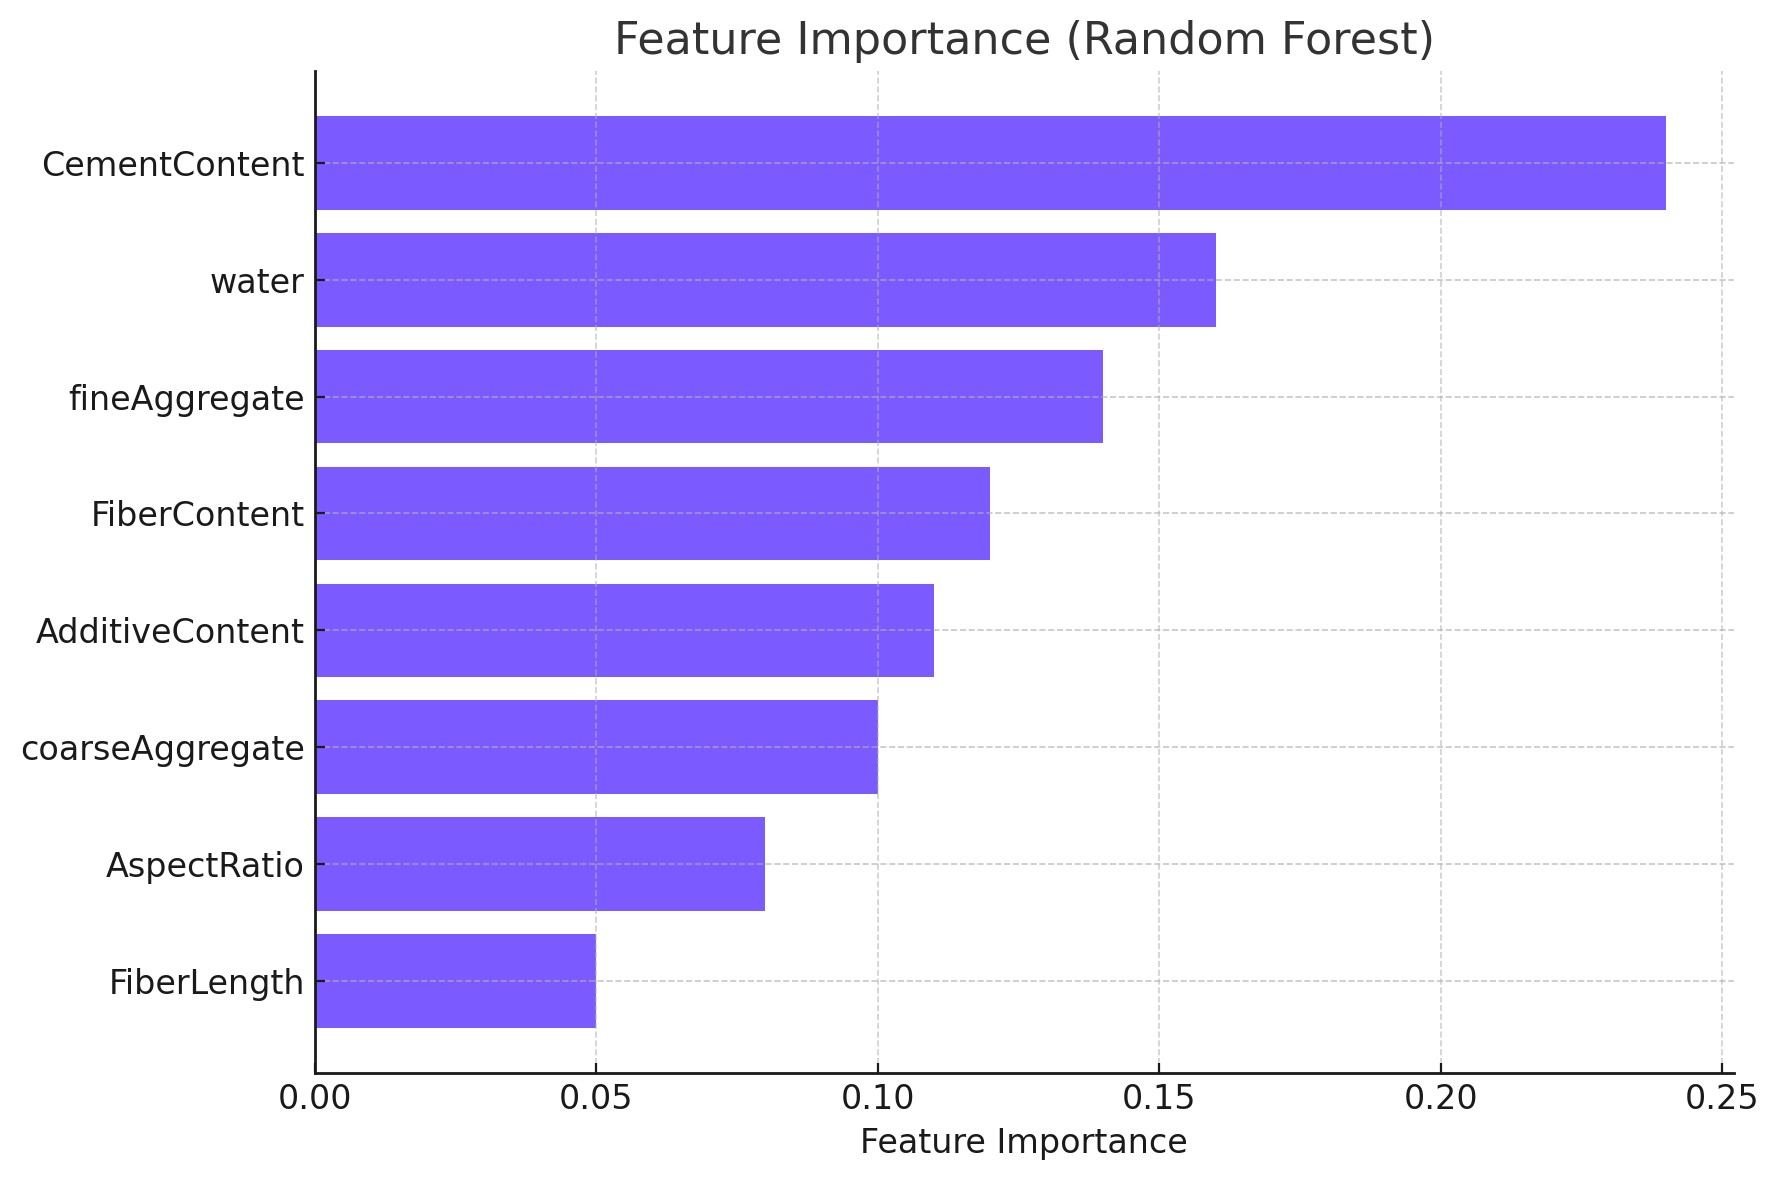 Feature Importance (Random Forest)
CementContent
water
fineAggregate
FiberContent
AdditiveContent
coarseAggregate
AspectRatio
FiberLength
0.00 0.05 0.10 0.15 0.20 0.25
Feature Importance